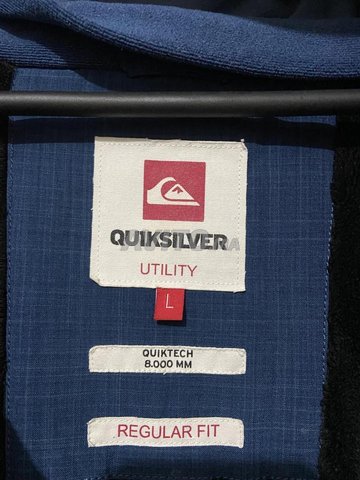 QUIKSILVER
UTILITY
L
QUIKTECH
8.000 MM
REGULAR FIT